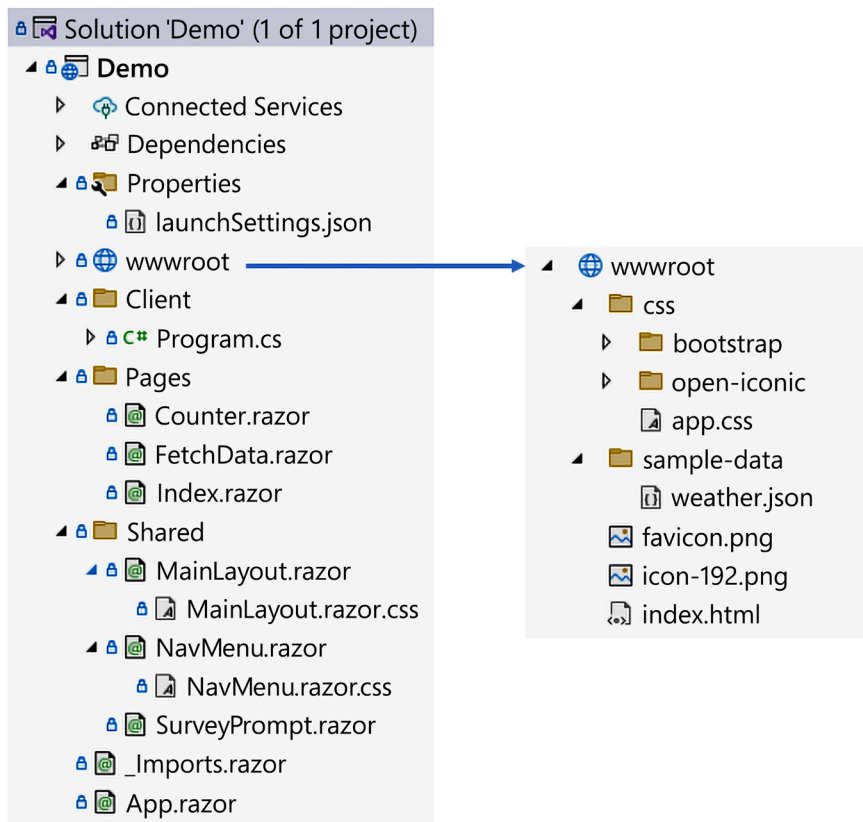 Solution 'Demo' (1 of 1 project)
Demo
Connected Services
Dependencies
Properties
launchSettings.json
wwwroot
Client
C# Program.cs
Pages
Counter.razor
FetchData.razor
Index.razor
Shared
MainLayout.razor
MainLayout.razor.css
NavMenu.razor
NavMenu.razor.css
SurveyPrompt.razor
_Imports.razor
App.razor
wwwroot
css
bootstrap
open-iconic
app.css
sample-data
weather.json
favicon.png
icon-192.png
index.html